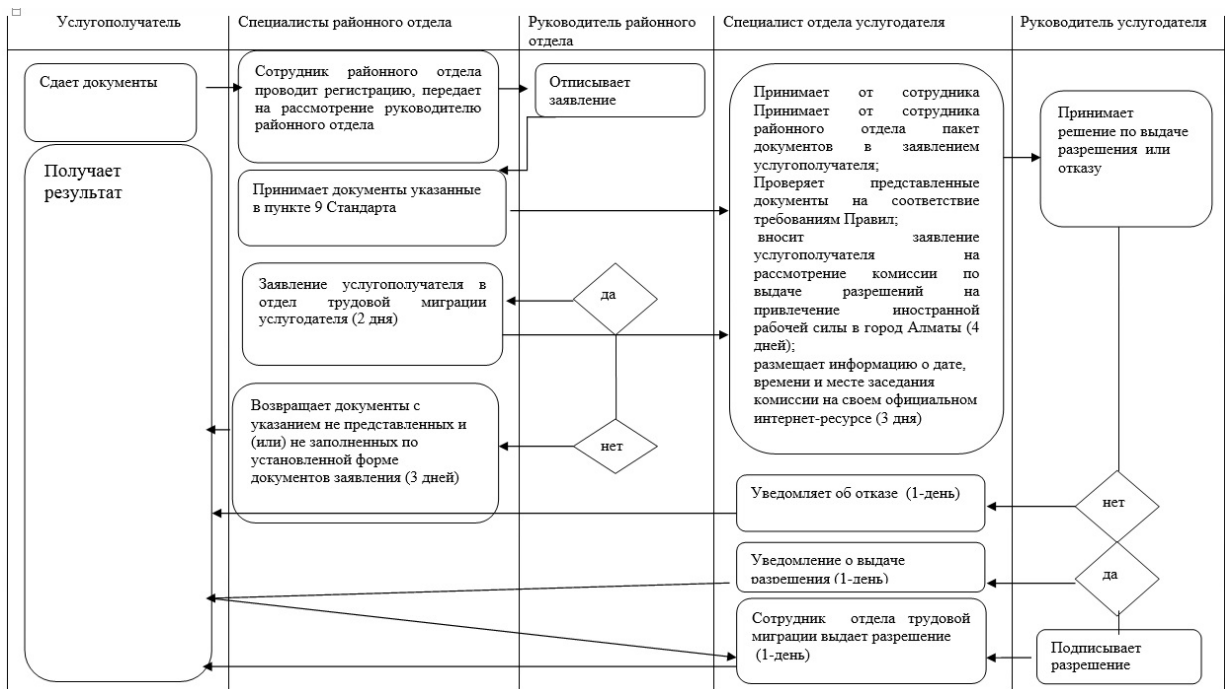 Услугополучатель
Специалисты районного отдела
Руководитель районного
отдела
Специалист отдела услугодателя
Руководитель услугодателя
Сдает документы
Сотрудник районного отдела
проводит регистрацию, передает
на рассмотрение руководителю
районного отдела
Отписывает
заявление
Принимает от сотрудника
Принимает от сотрудника
районного отдела пакет
документов в заявлением
услугополучателя;
Проверяет представленные
документы на соответствие
требованиям Правил;
вносит заявление
услугополучателя на
рассмотрение комиссии по
выдаче разрешений на
привлечение иностранной
рабочей силы в город Алматы (4
дней);
размещает информацию о дате,
времени и месте заседания
комиссии на своем официальном
интернет-ресурсе (3 дня)
Принимает
решение по выдаче
разрешения или
отказу
Получает
результат
Принимает документы указанные
в пункте 9 Стандарта
Заявление услугополучателя в
отдел трудовой миграции
услугодателя (2 дня)
да
Возвращает документы с
указанием не представленных и
(или) не заполненных по
установленной форме
документов заявления (3 дней)
нет
Уведомляет об отказе (1-день)
нет
Уведомление о выдаче
разрешения (1-день)
да
Сотрудник отдела трудовой
миграции выдает разрешение
(1-день)
Подписывает
разрешение